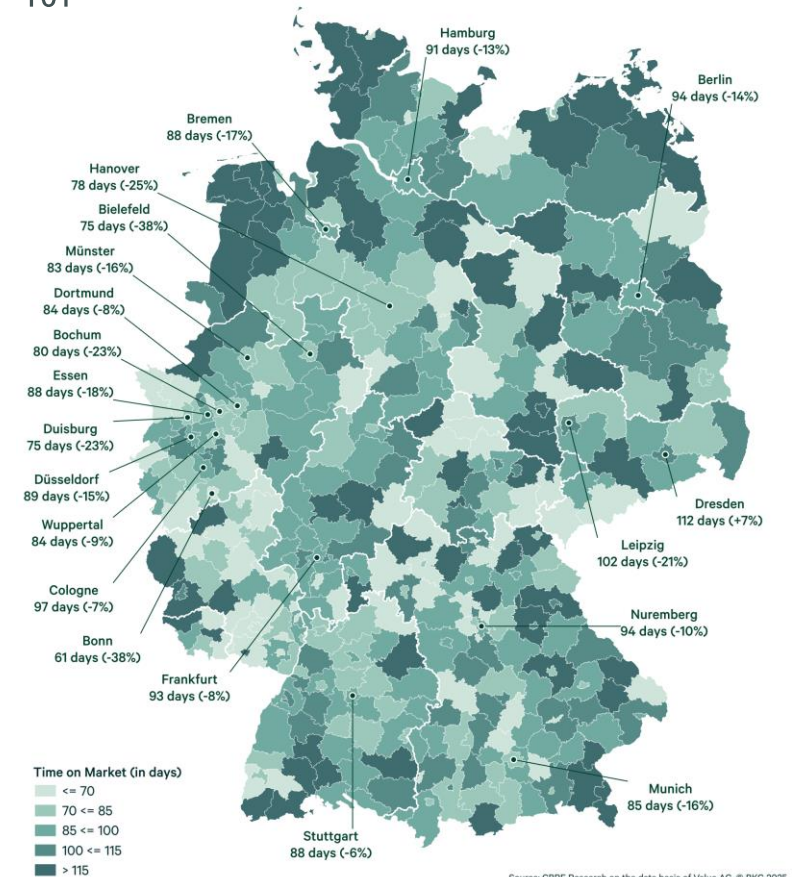 Hamburg
91 days (-13%)
Berlin
94 days (-14%)
Bremen
88 days (-17%)
Hanover
78 days (-25%)
Bielefeld
75 days (-38%)
Münster
83 days (-16%)
Dortmund
84 days (-8%)
Bochum
80 days (-23%)
Essen
88 days (-18%)
Duisburg
75 days (-23%)
Düsseldorf
89 days (-15%)
Wuppertal
84 days (-9%)
Cologne
97 days (-7%)
Bonn
61 days (-38%)
Frankfurt
93 days (-8%)
Dresden
112 days (+7%)
Leipzig
102 days (-21%)
Nuremberg
94 days (-10%)
Munich
85 days (-16%)
Stuttgart
88 days (-6%)
Time on Market (in days)
<= 70
70 <= 85
85 <= 100
100 <= 115
> 115